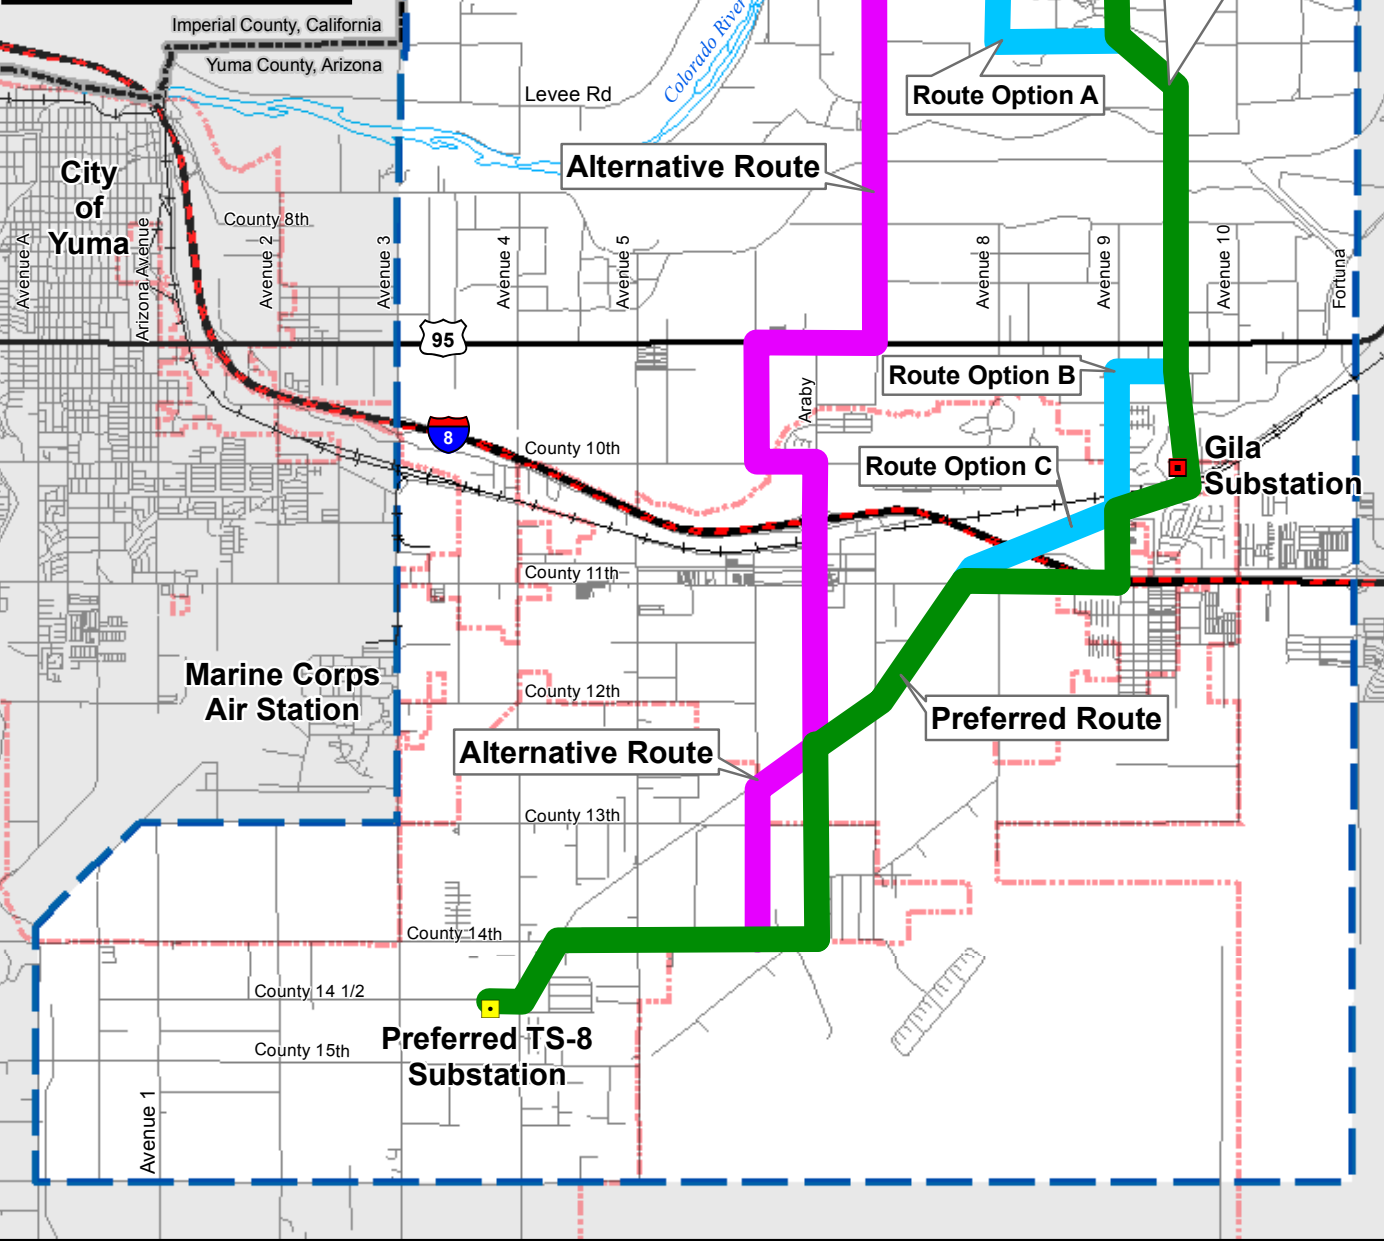 Imperial County, California
Yuma County, Arizona
Colorado River
Levee Rd
Route Option A
Alternative Route
City
of
Yuma
County 8th
Avenue A
Arizona Avenue
Avenue 2
Avenue 3
Avenue 4
Avenue 5
Avenue 8
Avenue 9
Avenue 10
Fortuna
95
Route Option B
Araby
8
County 10th
Route Option C
Gila
Substation
County 11th
Marine Corps
Air Station
County 12th
Preferred Route
Alternative Route
County 13th
County 14th
County 14 1/2
Preferred TS-8
Substation
County 15th
Avenue 1